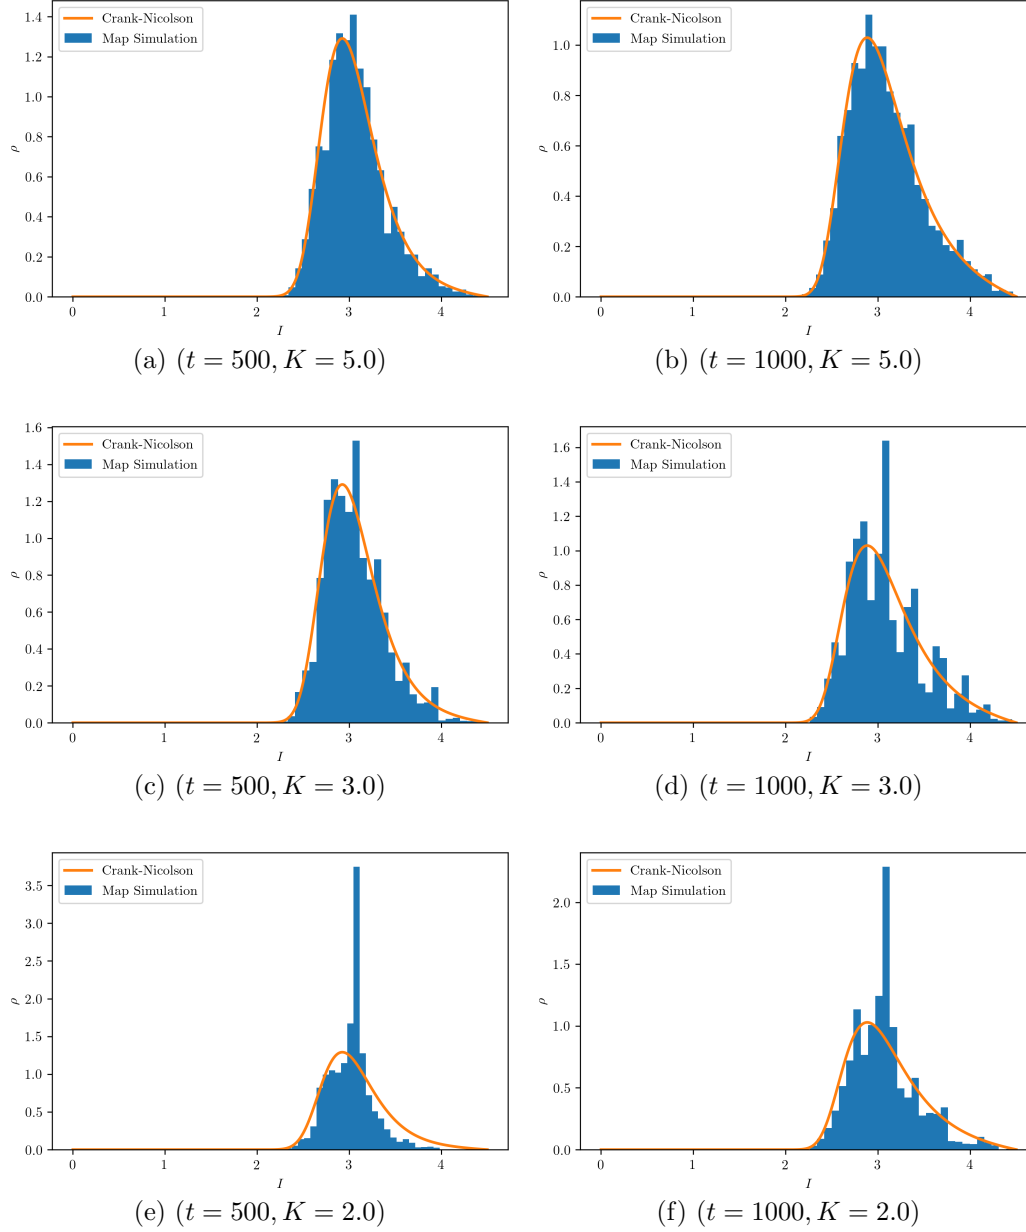 Crank-Nicolson
Map Simulation
1.4
1.2
1.0
0.8
0.6
0.4
0.2
0.0
ρ
0 1 2 3 4
I
(a) (t = 500, K = 5.0)
Crank-Nicolson
Map Simulation
1.0
0.8
0.6
0.4
0.2
0.0
ρ
0 1 2 3 4
I
(b) (t = 1000, K = 5.0)
Crank-Nicolson
Map Simulation
1.6
1.4
1.2
1.0
0.8
0.6
0.4
0.2
0.0
ρ
0 1 2 3 4
I
(c) (t = 500, K = 3.0)
Crank-Nicolson
Map Simulation
1.6
1.4
1.2
1.0
0.8
0.6
0.4
0.2
0.0
ρ
0 1 2 3 4
I
(d) (t = 1000, K = 3.0)
Crank-Nicolson
Map Simulation
3.5
3.0
2.5
2.0
1.5
1.0
0.5
0.0
ρ
0 1 2 3 4
I
(e) (t = 500, K = 2.0)
Crank-Nicolson
Map Simulation
2.0
1.5
1.0
0.5
0.0
ρ
0 1 2 3 4
I
(f) (t = 1000, K = 2.0)